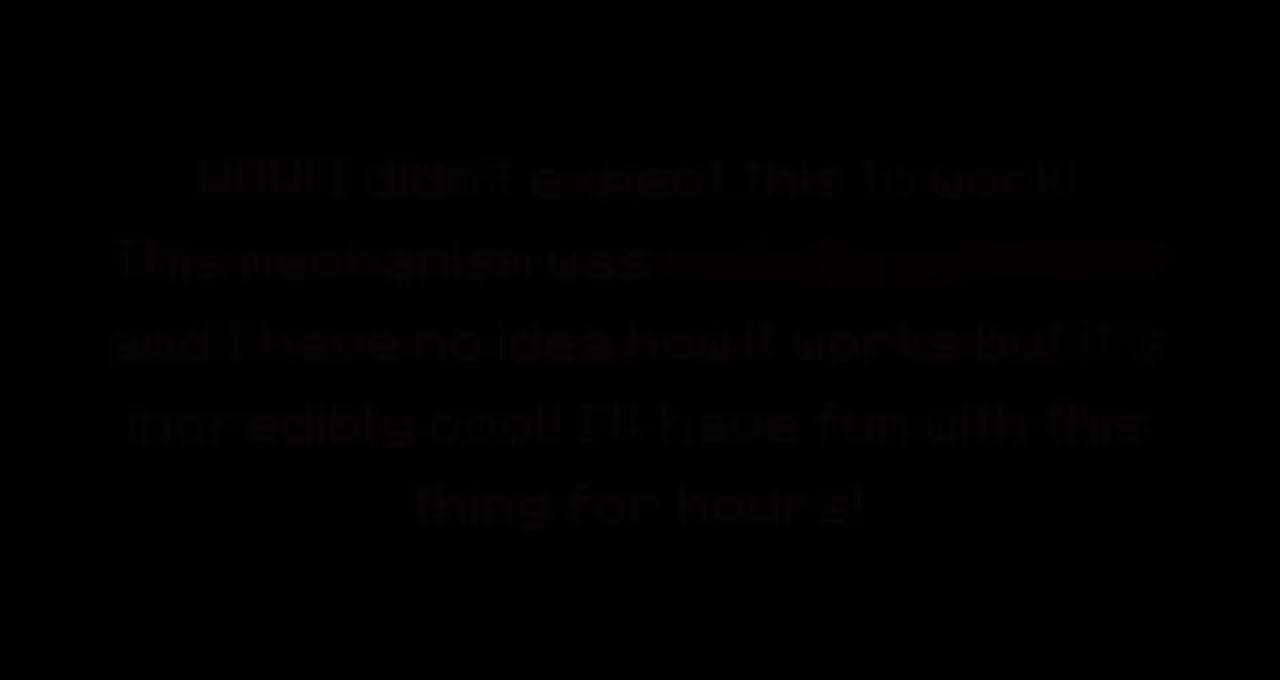 I didn't expect this to work!
This mechanism was
and I have no idea how it works but it's
incredibly cool! I'll have fun with this
thing for hours!